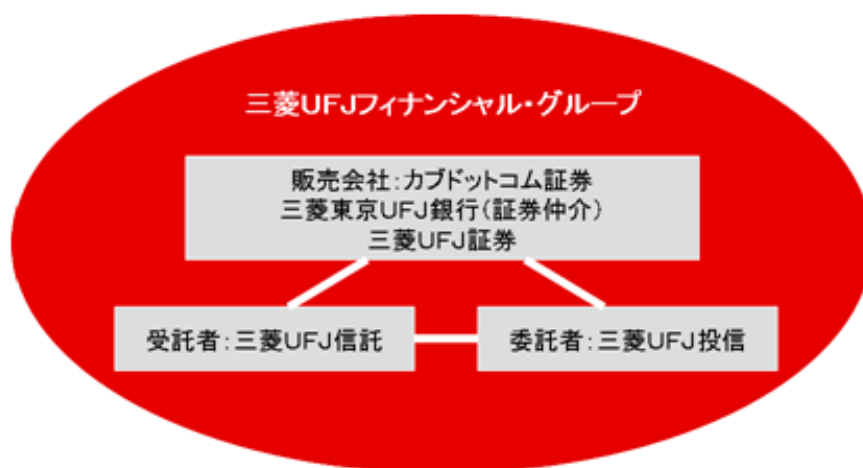 三菱UFJフィナンシャル・グループ
販売会社：カブドットコム証券
三菱東京UFJ銀行（証券仲介）
三菱UFJ証券
受託者：三菱UFJ信託
委託者：三菱UFJ投信